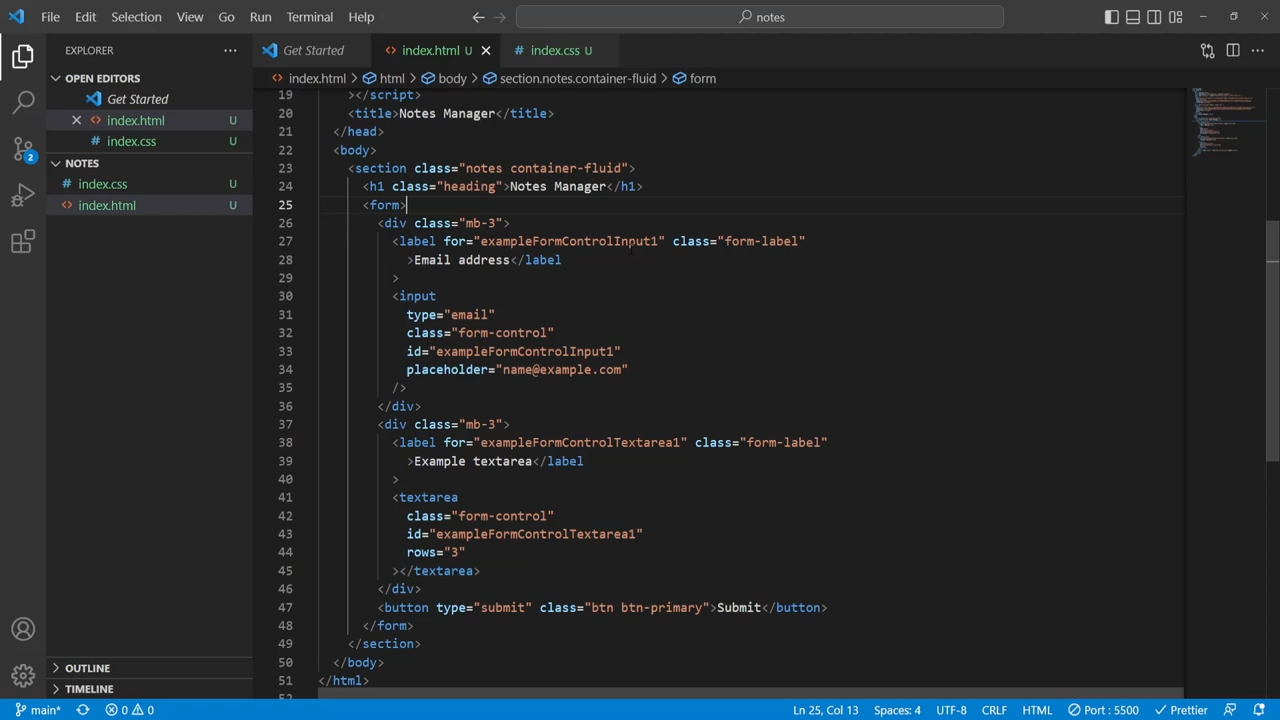 File Edit Selection View Go Run Terminal Help
notes
EXPLORER
Get Started
index.html U
index.css U
index.html > html > body > section.notes.container-fluid > form
OPEN EDITORS
Get Started
index.html U
index.css U
NOTES
index.css U
index.html U
2
OUTLINE
TIMELINE
19 ></script>
20 <title>Notes Manager</title>
21 </head>
22 <body>
23 <section class="notes container-fluid">
24 <h1 class="heading">Notes Manager</h1>
25 <form>
26 <div class="mb-3">
27 <label for="exampleFormControlInput1" class="form-label"
28 >Email address</label
29 >
30 <input
31 type="email"
32 class="form-control"
33 id="exampleFormControlInput1"
34 placeholder="name@example.com"
35 />
36 </div>
37 <div class="mb-3">
38 <label for="exampleFormControlTextarea1" class="form-label"
39 >Example textarea</label
40 >
41 <textarea
42 class="form-control"
43 id="exampleFormControlTextarea1"
44 rows="3"
45 ></textarea>
46 </div>
47 <button type="submit" class="btn btn-primary">Submit</button>
48 </form>
49 </section>
50 </body>
51 </html>
52
main* 0 0 Ln 25, Col 13 Spaces: 4 UTF-8 CRLF HTML Port : 5500 Prettier